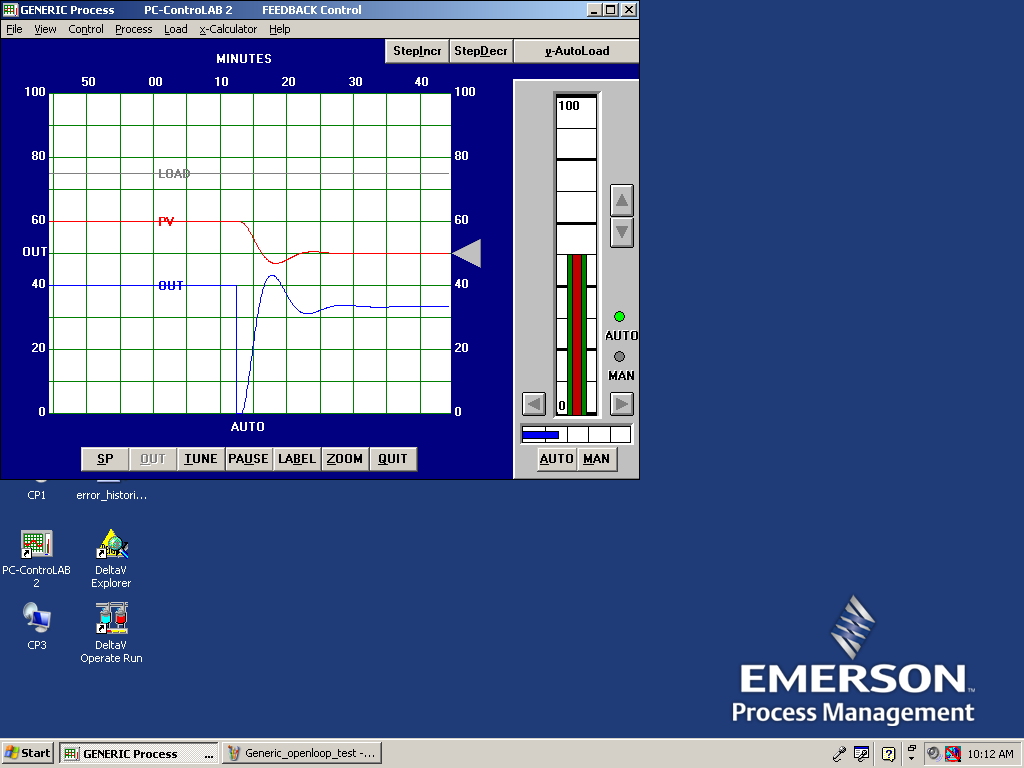 GENERIC Process PC-ControLAB 2 FEEDBACK Control
File View Control Process Load x-Calculator Help
StepIncr StepDecr y-AutoLoad
MINUTES
50 00 10 20 30 40
100 100
80 80
60 60
OUT
40 40
20 20
0 0
LOAD
PV
OUT
AUTO
SP OUT TUNE PAUSE LABEL ZOOM QUIT
100
0
AUTO
MAN
AUTO MAN
CP1 error_histori...
PC-ControLAB 2
DeltaV Explorer
CP3
DeltaV Operate Run
EMERSON™
Process Management
Start GENERIC Process ... Generic_openloop_test -... 10:12 AM